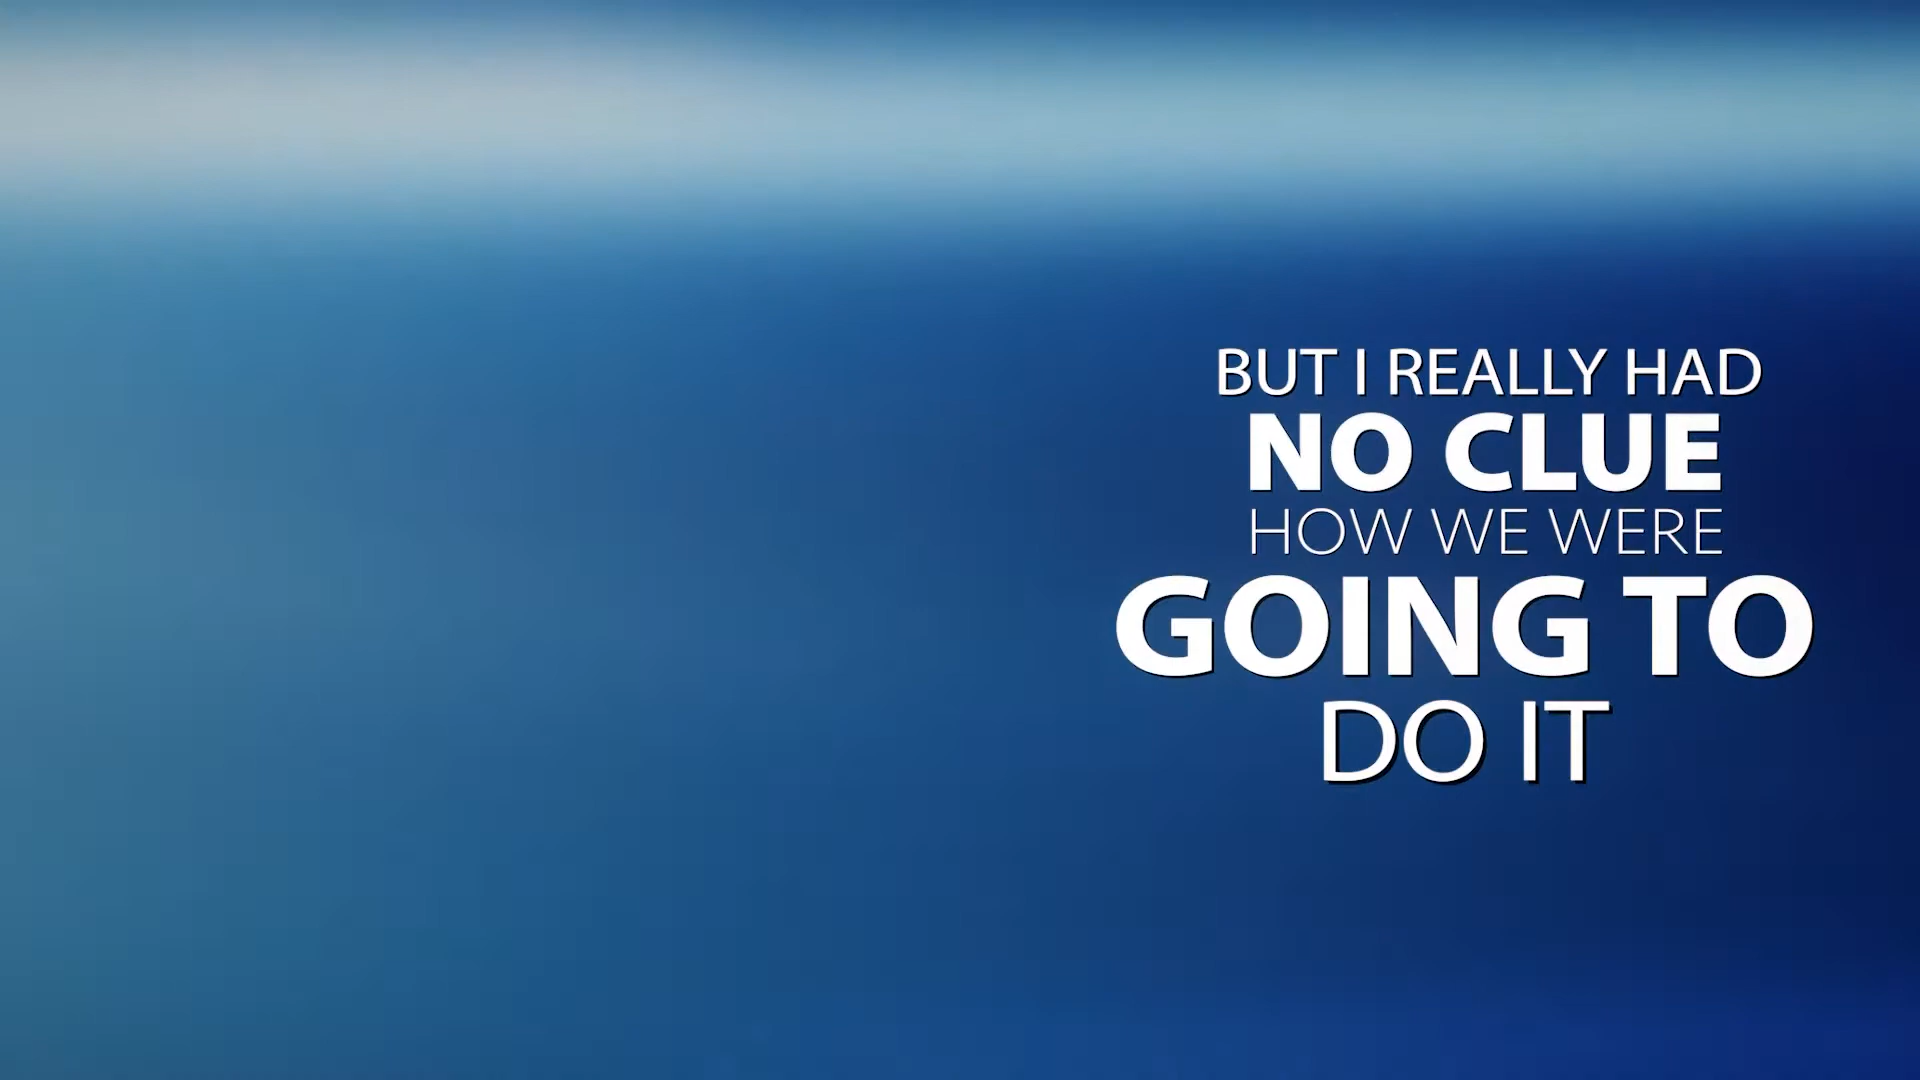 BUT I REALLY HAD
NO CLUE
HOW WE WERE
GOING TO
DO IT